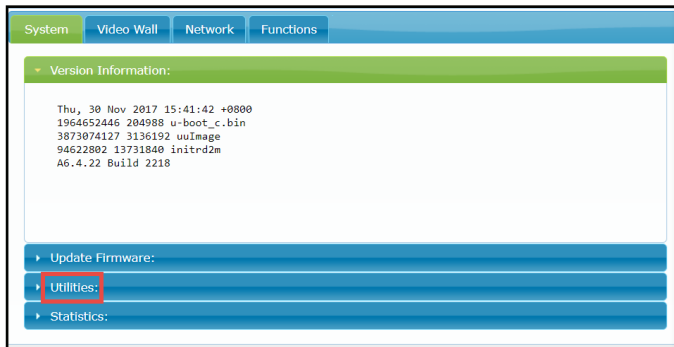 System Video Wall Network Functions
Version Information:
Thu, 30 Nov 2017 15:41:42 +0800
1964652446 204988 u-boot_c.bin
3873074127 3136192 uuImage
94622802 13731840 initrd2m
A6.4.22 Build 2218
Update Firmware:
Utilities:
Statistics: